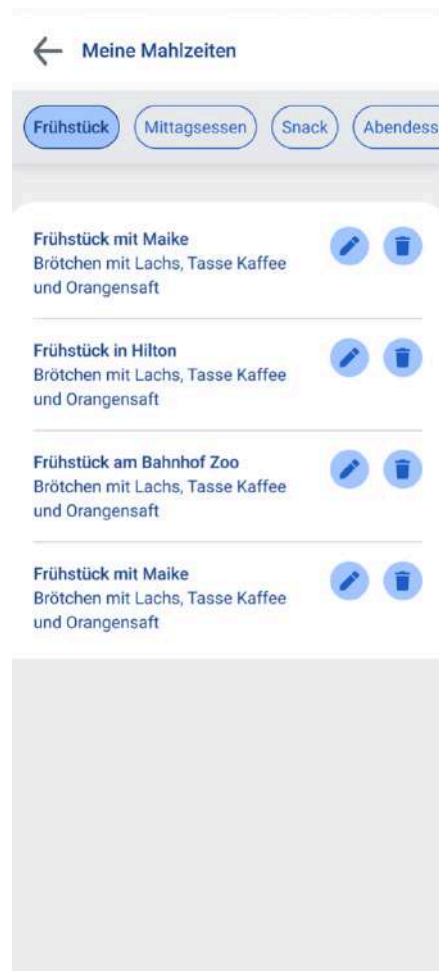 Meine Mahlzeiten
Frühstück Mittagsessen Snack Abendess
Frühstück mit Maike
Brötchen mit Lachs, Tasse Kaffee
und Orangensaft
Frühstück in Hilton
Brötchen mit Lachs, Tasse Kaffee
und Orangensaft
Frühstück am Bahnhof Zoo
Brötchen mit Lachs, Tasse Kaffee
und Orangensaft
Frühstück mit Maike
Brötchen mit Lachs, Tasse Kaffee
und Orangensaft